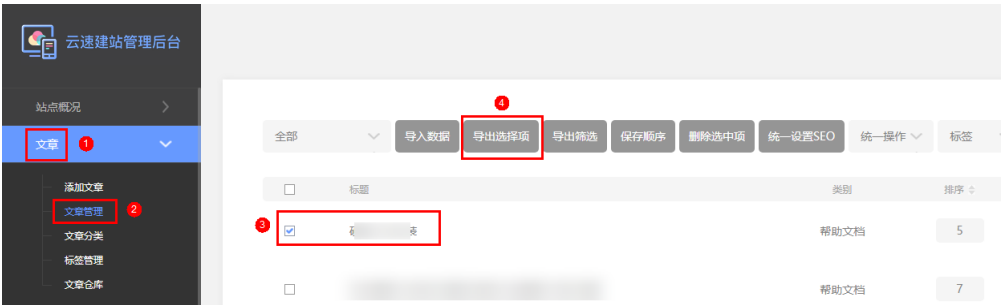 云速建站管理后台
站点概况
文章 1
添加文章
文章管理 2
文章分类
标签管理
文章仓库
4
全部 导入数据 导出选择项 导出筛选 保存顺序 删除选中项 统一设置SEO 统一操作 标签
标题 类别 排序
3 帮助文档 5
帮助文档 7